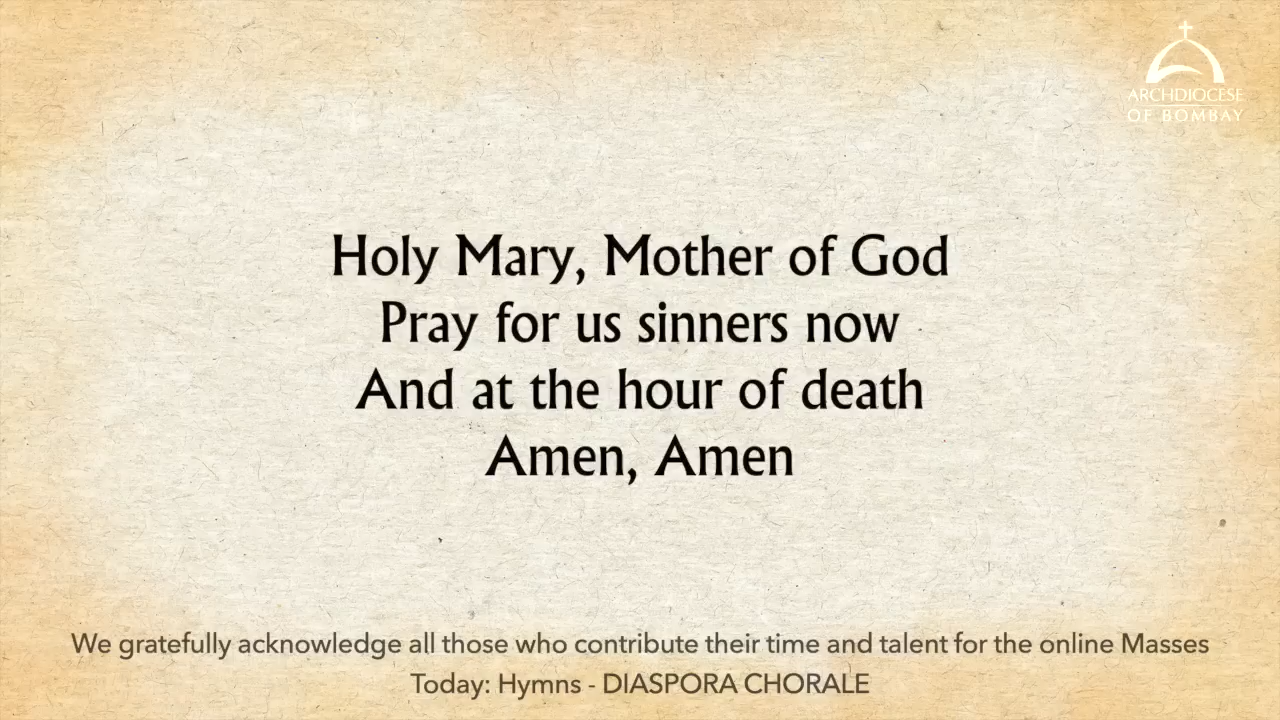 ARCHDIOCESE
OF BOMBAY
Holy Mary, Mother of God
Pray for us sinners now
And at the hour of death
Amen, Amen
We gratefully acknowledge all those who contribute their time and talent for the online Masses
Today: Hymns - DIASPORA CHORALE